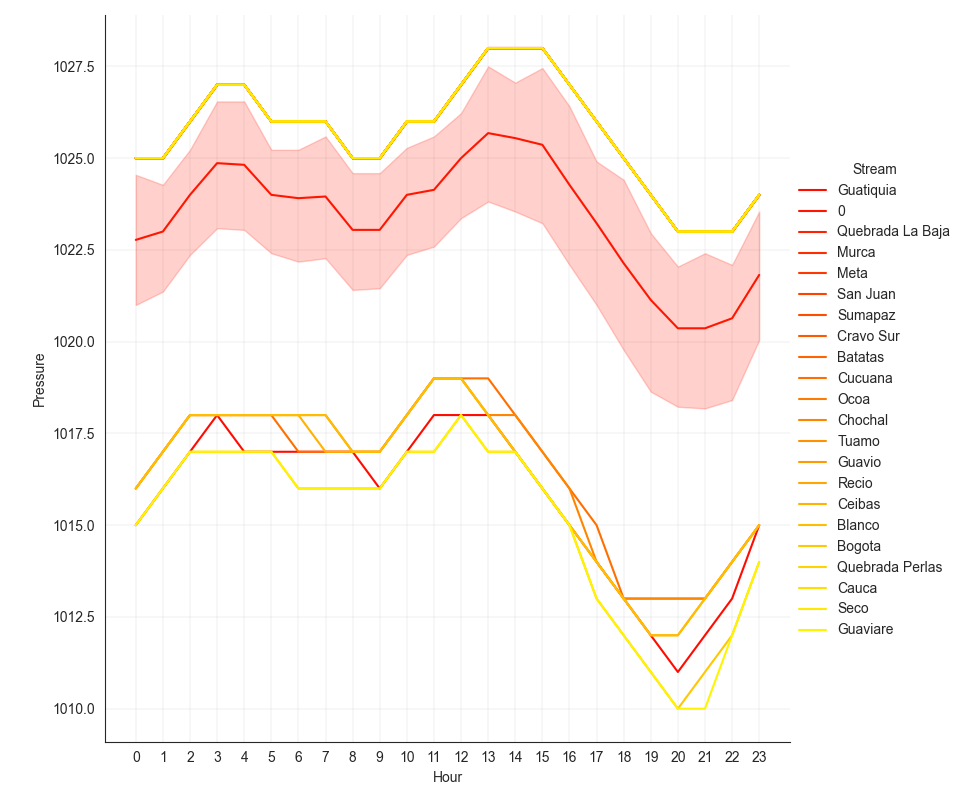 1027.5
1025.0
1022.5
1020.0
1017.5
1015.0
1012.5
1010.0
Pressure
0 1 2 3 4 5 6 7 8 9 10 11 12 13 14 15 16 17 18 19 20 21 22 23
Hour
Stream
Guatiquia
0
Quebrada La Baja
Murca
Meta
San Juan
Sumapaz
Cravo Sur
Batatas
Cucuana
Ocoa
Chochal
Tuamo
Guavio
Recio
Ceibas
Blanco
Bogota
Quebrada Perlas
Cauca
Seco
Guaviare